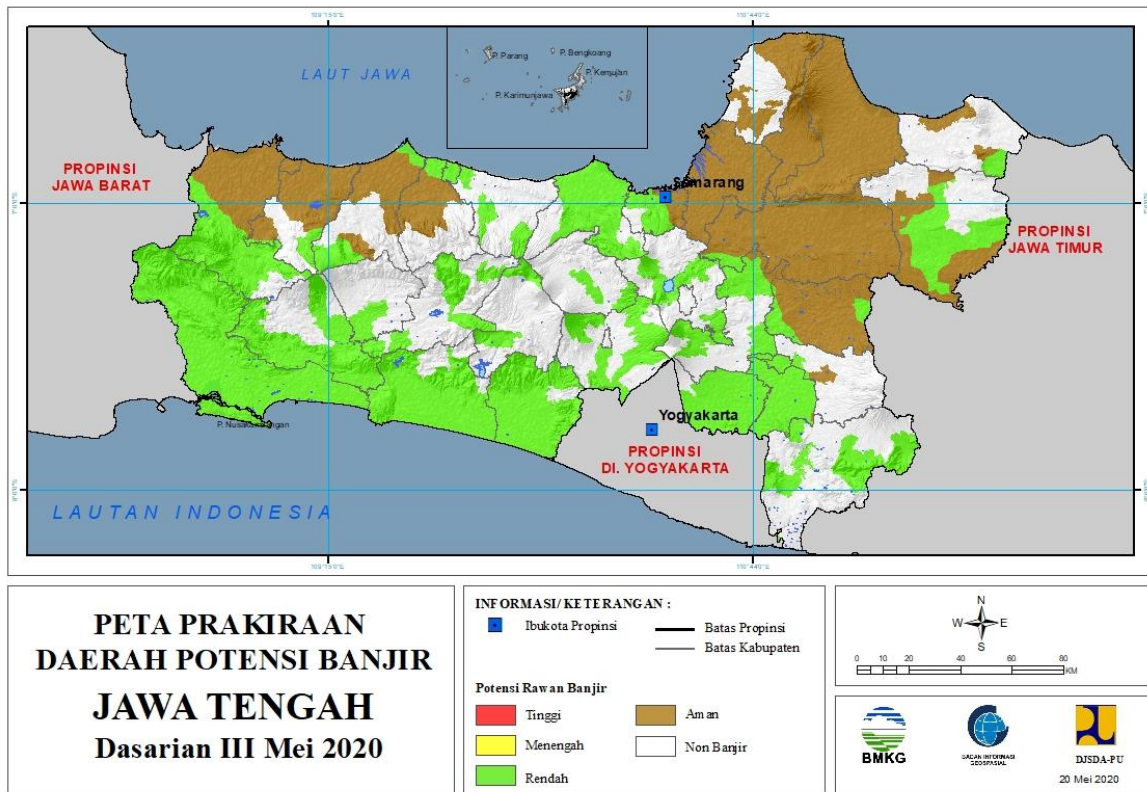 LAUT JAWA
P. Parang
P. Bengkoang
P. Kemujan
P. Karimunjawa
PROPINSI
JAWA BARAT
Semarang
PROPINSI
JAWA TIMUR
Yogyakarta
PROPINSI
DI. YOGYAKARTA
LAUTAN INDONESIA
PETA PRAKIRAAN
DAERAH POTENSI BANJIR
JAWA TENGAH
Dasarian III Mei 2020
INFORMASI/ KETERANGAN :
Ibukota Propinsi
Batas Propinsi
Batas Kabupaten
Potensi Rawan Banjir
Tinggi
Menengah
Rendah
Aman
Non Banjir
N
W E
S
0 10 20 40 60 80
KM
BMKG
BADAN INFORMASI
GEOSPASIAL
DJSDA-PU
20 Mei 2020